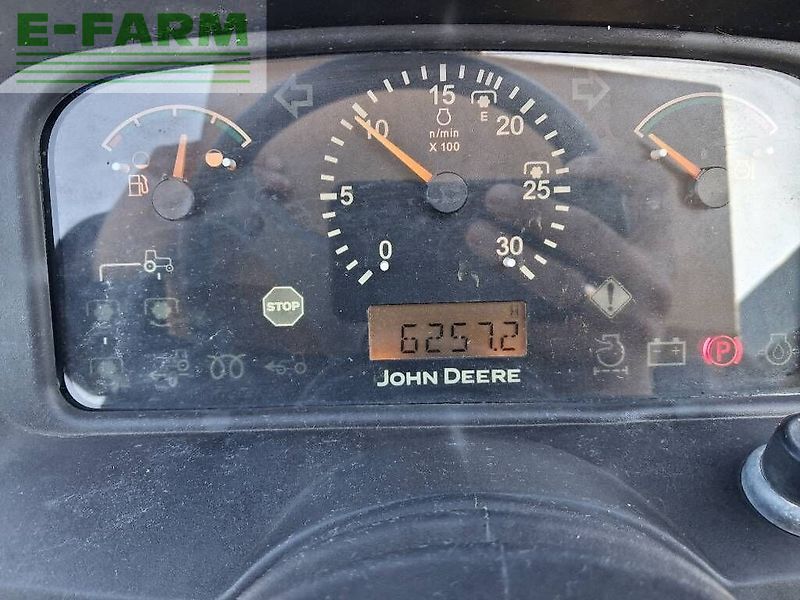 E-FARM
15
10
20
E
n/min
X 100
5
25
0
30
STOP
H
6257.2
P
JOHN DEERE